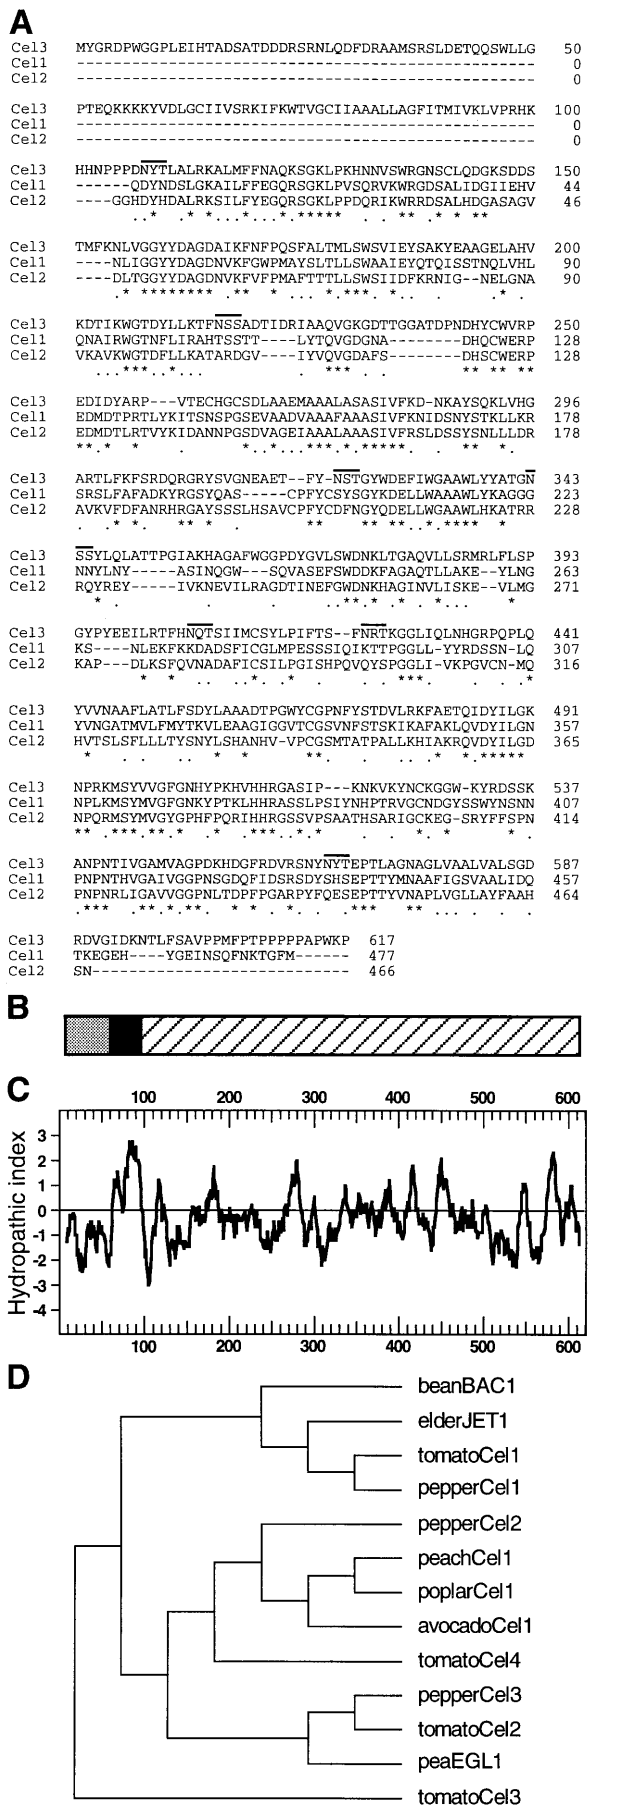 A
Cel3 MYGRDPWGGPLEIHTADSATDDDRSRNLQDFDRAAMSRSLDETQQSWLLG 50
Cel1 -------------------------------------------------- 0
Cel2 -------------------------------------------------- 0
Cel3 PTEQKKKKYVDLGCIIVSRKIFKWTVGCIIAAALLAGFITMIVKLVPRHK 100
Cel1 -------------------------------------------------- 0
Cel2 -------------------------------------------------- 0
Cel3 HHNPPPDNYTLALRKALMFFNAQKSGKLPKHNNVSWRGNSCLQDGKSDDS 150
Cel1 ------QDYNDSLGKAILFFEGQRSGKLPVSQRVKWRGDSALIDGIIEHV 44
Cel2 ----GGHDYHDALRKSILFYEGQRSGKLPPDQRIKWRRDSALHDGASAGV 46
Cel3 TMFKNLVGGYYDAGDAIKFNFPQSFALTMLSWSVIEYSAKYEAAGELAHV 200
Cel1 ----NLIGGYYDAGDNVKFGWPMAYSLTLLSWAAIEYQTQISSTNQLVHL 90
Cel2 ----DLTGGYYDAGDNVKFVFPMAFTTTLLSWSIIDFKRNIG--NELGNA 90
Cel3 KDTIKWGTDYLLKTFNSSADTIDRIAAQVGKGDTTGGATDPNDHYCWVRP 250
Cel1 QNAIRWGTNFLIRAHTSSTT----LYTQVGDGNA--------DHQCWERP 128
Cel2 VKAVKWGTDFLLKATARDGV----IYVQVGDAFS--------DHSCWERP 128
Cel3 EDIDYARP---VTECHGCSDLAAEMAAALASASIVFKD-NKAYSQKLVHG 296
Cel1 EDMDTPRTLYKITSNSPGSEVAADVAAAFAAASIVFKNIDSNYSTKLLKR 178
Cel2 EDMDTLRTVYKIDANNPGSDVAGEIAAALAAASIVFRSLDSSYSNLLLDR 178
Cel3 ARTLFKFSRDQRGRYSVGNEAET--FY-NSTGYWDEFIWGAAWLYYATGN 343
Cel1 SRSLFAFADKYRGSYQAS-----CPFYCSYSGYKDELLWAAAWLYKAGGG 223
Cel2 AVKVFDFANRHRGAYSSSLHSAVCPFYCDFNGYQDELLWGAAWLHKATRR 228
Cel3 SSYLQLATTPGIAKHAGAFWGGPDYGVLSWDNKLTGAQVLLSRMRLFLSP 393
Cel1 NNYLNY-----ASINQGW---SQVASEFSWDDKFAGAQTLLAKE--YLNG 263
Cel2 RQYREY-----IVKNEVILRAGDTINEFGWDNKHAGINVLISKE--VLMG 271
Cel3 GYPYEEILRTFHNQTSIIMCSYLPIFTS--FNRTKGGLIQLNHGRPQPLQ 441
Cel1 KS----NLEKFKKDADSFICGLMPESSSIQIKTTPGGLL-YYRDSSN-LQ 307
Cel2 KAP---DLKSFQVNADAFICSILPGISHPQVQYSPGGLI-VKPGVCN-MQ 316
Cel3 YVVNAAFLATLFSDYLAAADTPGWYCGPNFYSTDVLRKFAETQIDYILGK 491
Cel1 YVNGATMVLFMYTKVLEAAGIGGVTCGSVNFSTSKIKAFAKLQVDYILGN 357
Cel2 HVTSLSFLLLTYSNYLSHANHV-VPCGSMTATPALLKHIAKRQVDYILGD 365
Cel3 NPRKMSYVVGFGNHYPKHVHHRGASIP---KNKVKYNCKGGW-KYRDSSK 537
Cel1 NPLKMSYMVGFGNKYPTKLHHRASSLPSIYNHPTRVGCNDGYSSWYNSNN 407
Cel2 NPQRMSYMVGYGPHFPQRIHHRGSSVPSAATHSARIGCKEG-SRYFFSPN 414
Cel3 ANPNTIVGAMVAGPDKHDGFRDVRSNYNYTEPTLAGNAGLVAALVALSGD 587
Cel1 PNPNTHVGAIVGGPNSGDQFIDSRSDYSHSEPTTYMNAAFIGSVAALIDQ 457
Cel2 PNPNRLIGAVVGGPNLTDPFPGARPYFQESEPTTYVNAPLVGLLAYFAAH 464
Cel3 RDVGIDKNTLFSAVPPMFPTPPPPPAPWKP 617
Cel1 TKEGEH----YGEINSQFNKTGFM------ 477
Cel2 SN---------------------------- 466
B
C
100 200 300 400 500 600
Hydropathic index
3
2
1
0
-1
-2
-3
-4
100 200 300 400 500 600
D
beanBAC1
elderJET1
tomatoCel1
pepperCel1
pepperCel2
peachCel1
poplarCel1
avocadoCel1
tomatoCel4
pepperCel3
tomatoCel2
peaEGL1
tomatoCel3